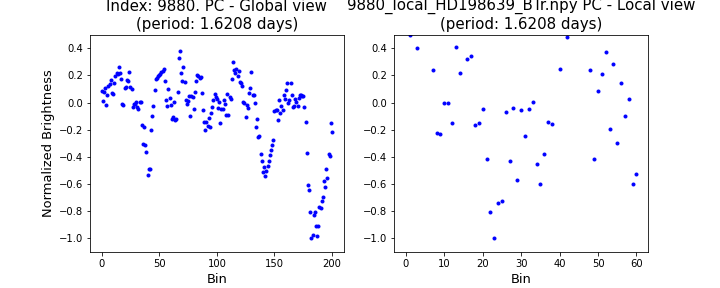 Index: 9880. PC - Global view
(period: 1.6208 days)
9880_local_HD198639_BTr.npy PC - Local view
(period: 1.6208 days)
Normalized Brightness
0.4
0.2
0.0
−0.2
−0.4
−0.6
−0.8
−1.0
0 50 100 150 200
Bin
0.4
0.2
0.0
−0.2
−0.4
−0.6
−0.8
−1.0
0 10 20 30 40 50 60
Bin